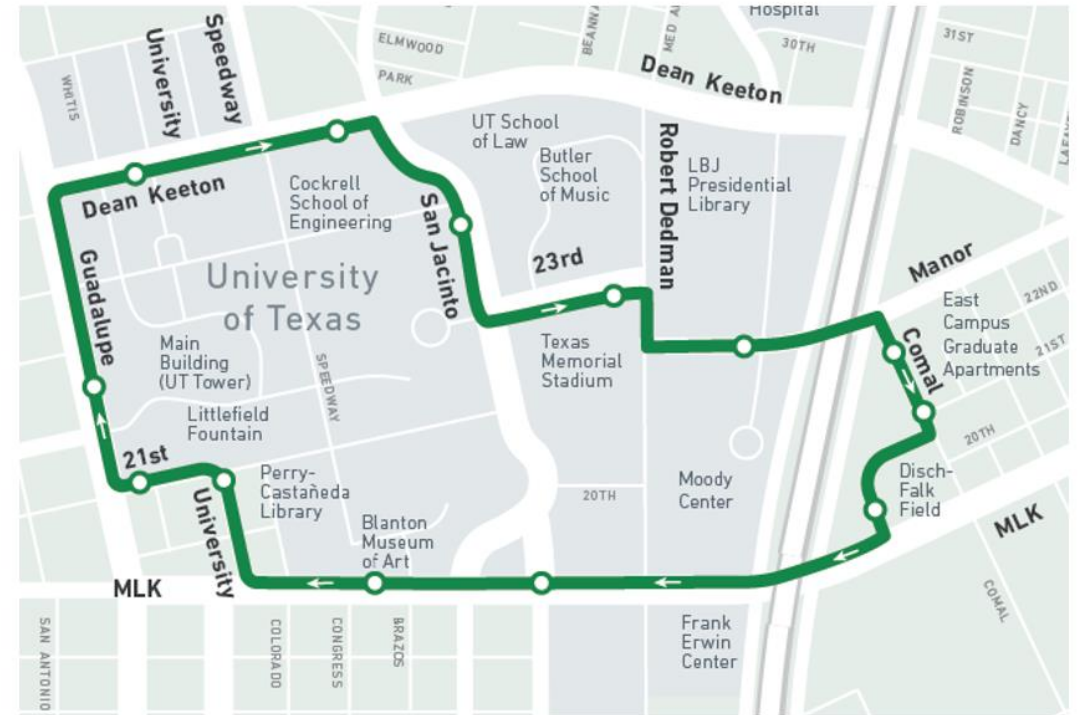 Hospital
Speedway
University
ELMWOOD
PARK
BEANNA
30TH
31ST
WHITIS
Dean Keeton
ROBINSON
DANCY
UT School
of Law
Butler
School
of Music
Robert Dedman
LBJ
Presidential
Library
Dean Keeton
Cockrell
School of
Engineering
San Jacinto
23rd
Manor
Guadalupe
University
of Texas
East
Campus
Graduate
Apartments
22ND
21ST
Comal
Main
Building
(UT Tower)
SPEEDWAY
Texas
Memorial
Stadium
Littlefield
Fountain
21st
20TH
Perry-
Castañeda
Library
University
20TH
Moody
Center
Disch-
Falk
Field
MLK
Blanton
Museum
of Art
MLK
COMAL
SAN ANTONIO
COLORADO
CONGRESS
BRAZOS
Frank
Erwin
Center